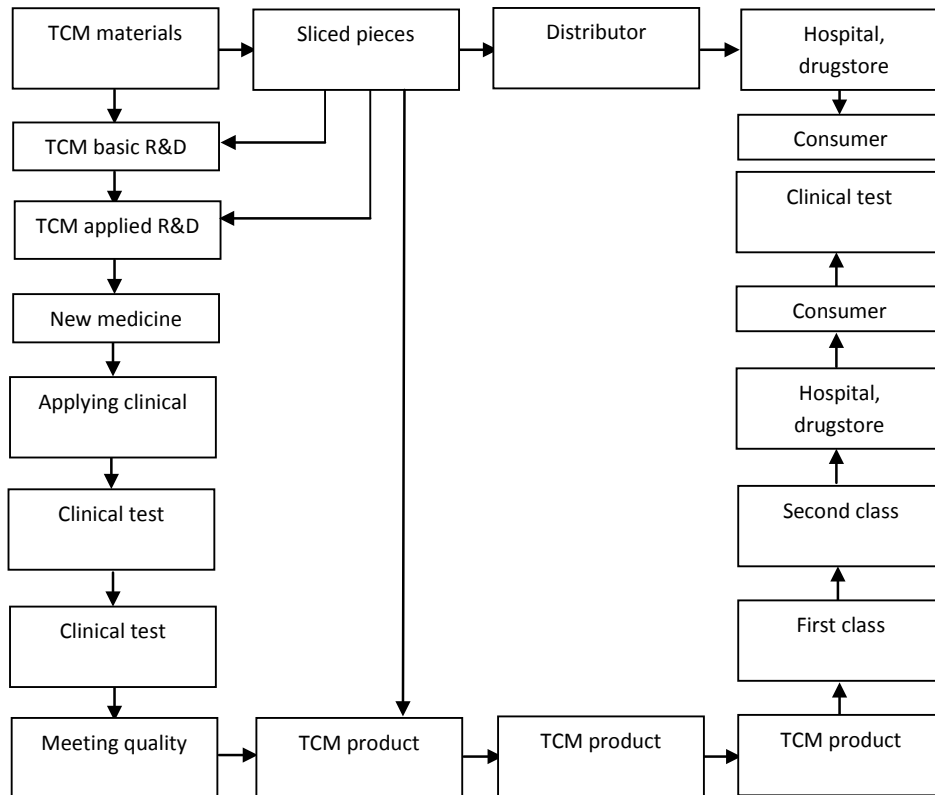 TCM materials
Sliced pieces
Distributor
Hospital,
drugstore
TCM basic R&D
Consumer
TCM applied R&D
Clinical test
New medicine
Consumer
Applying clinical
Hospital,
drugstore
Clinical test
Second class
Clinical test
First class
Meeting quality
TCM product
TCM product
TCM product